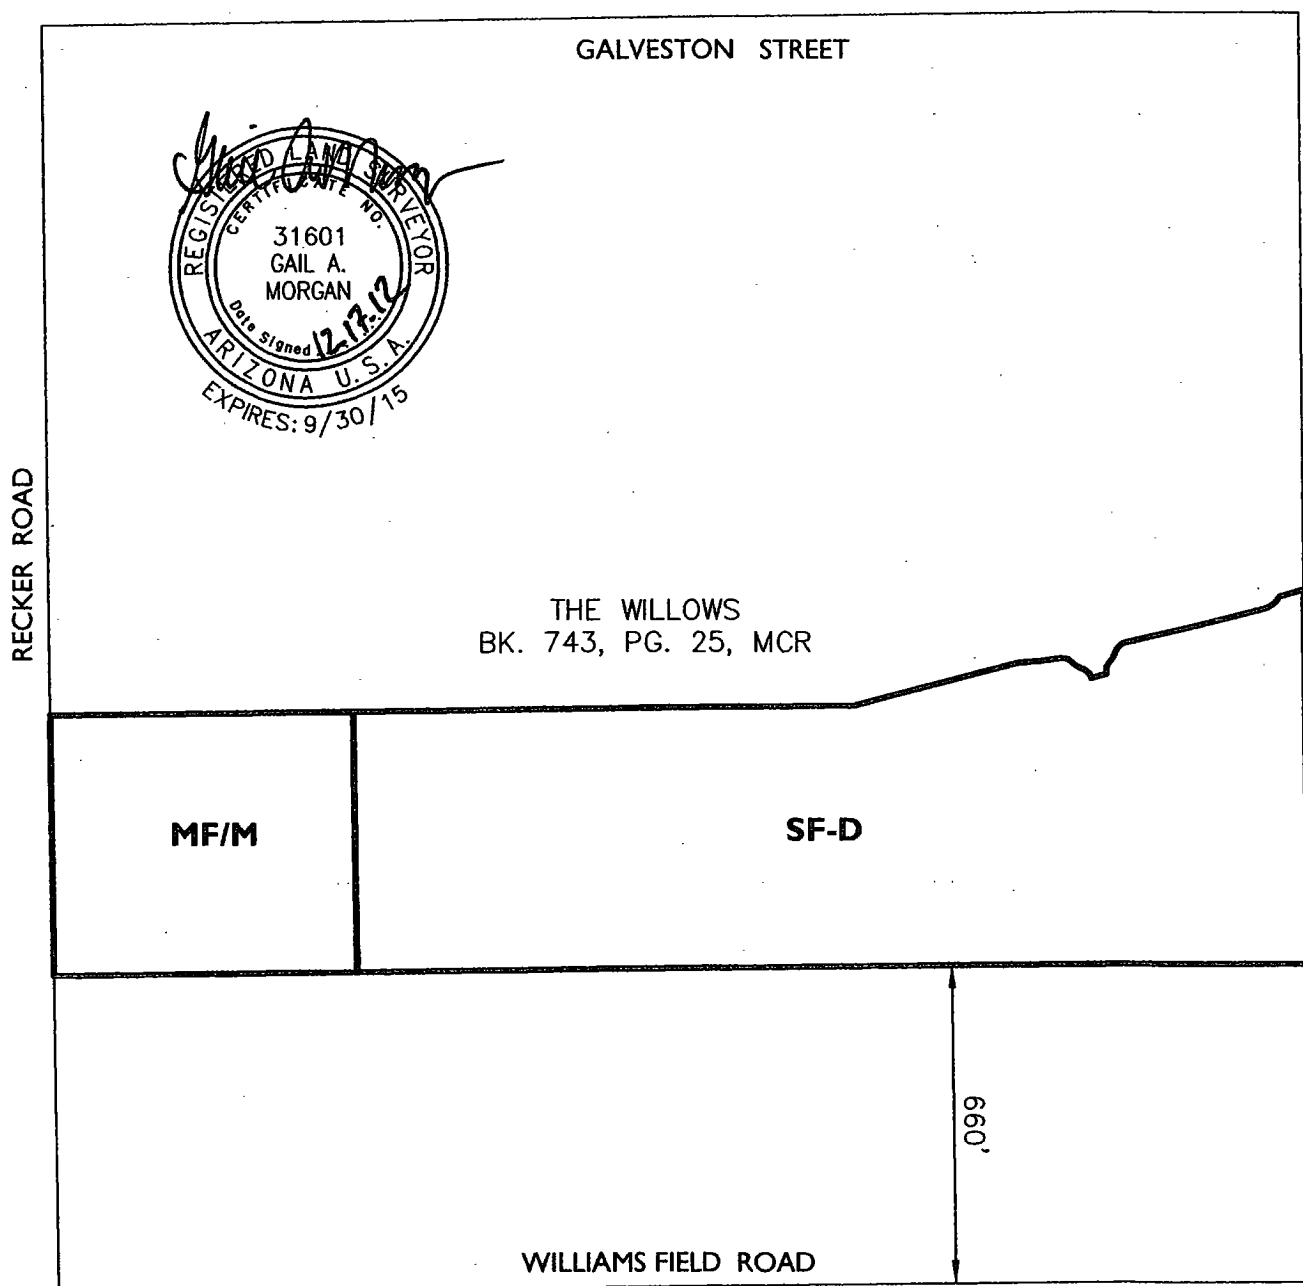 GALVESTON STREET
REGISTERED LAND SURVEYOR
CERTIFICATE NO.
31601
GAIL A.
MORGAN
Date Signed 12-17-12
ARIZONA U.S.A.
EXPIRES: 9/30/15
RECKER ROAD
THE WILLOWS
BK. 743, PG. 25, MCR
MF/M
SF-D
660'
WILLIAMS FIELD ROAD